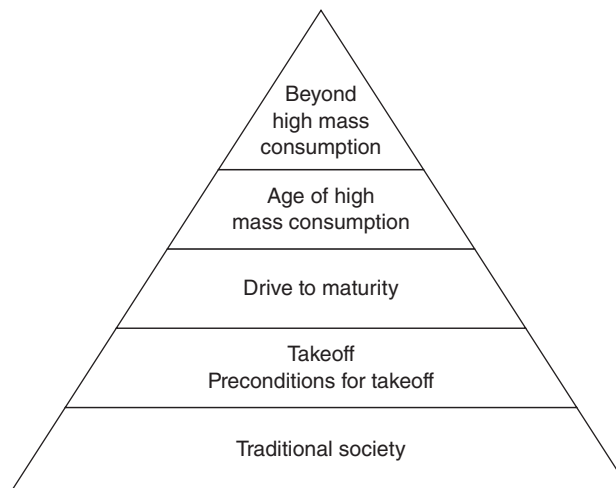 Beyond
high mass
consumption
Age of high
mass consumption
Drive to maturity
Takeoff
Preconditions for takeoff
Traditional society